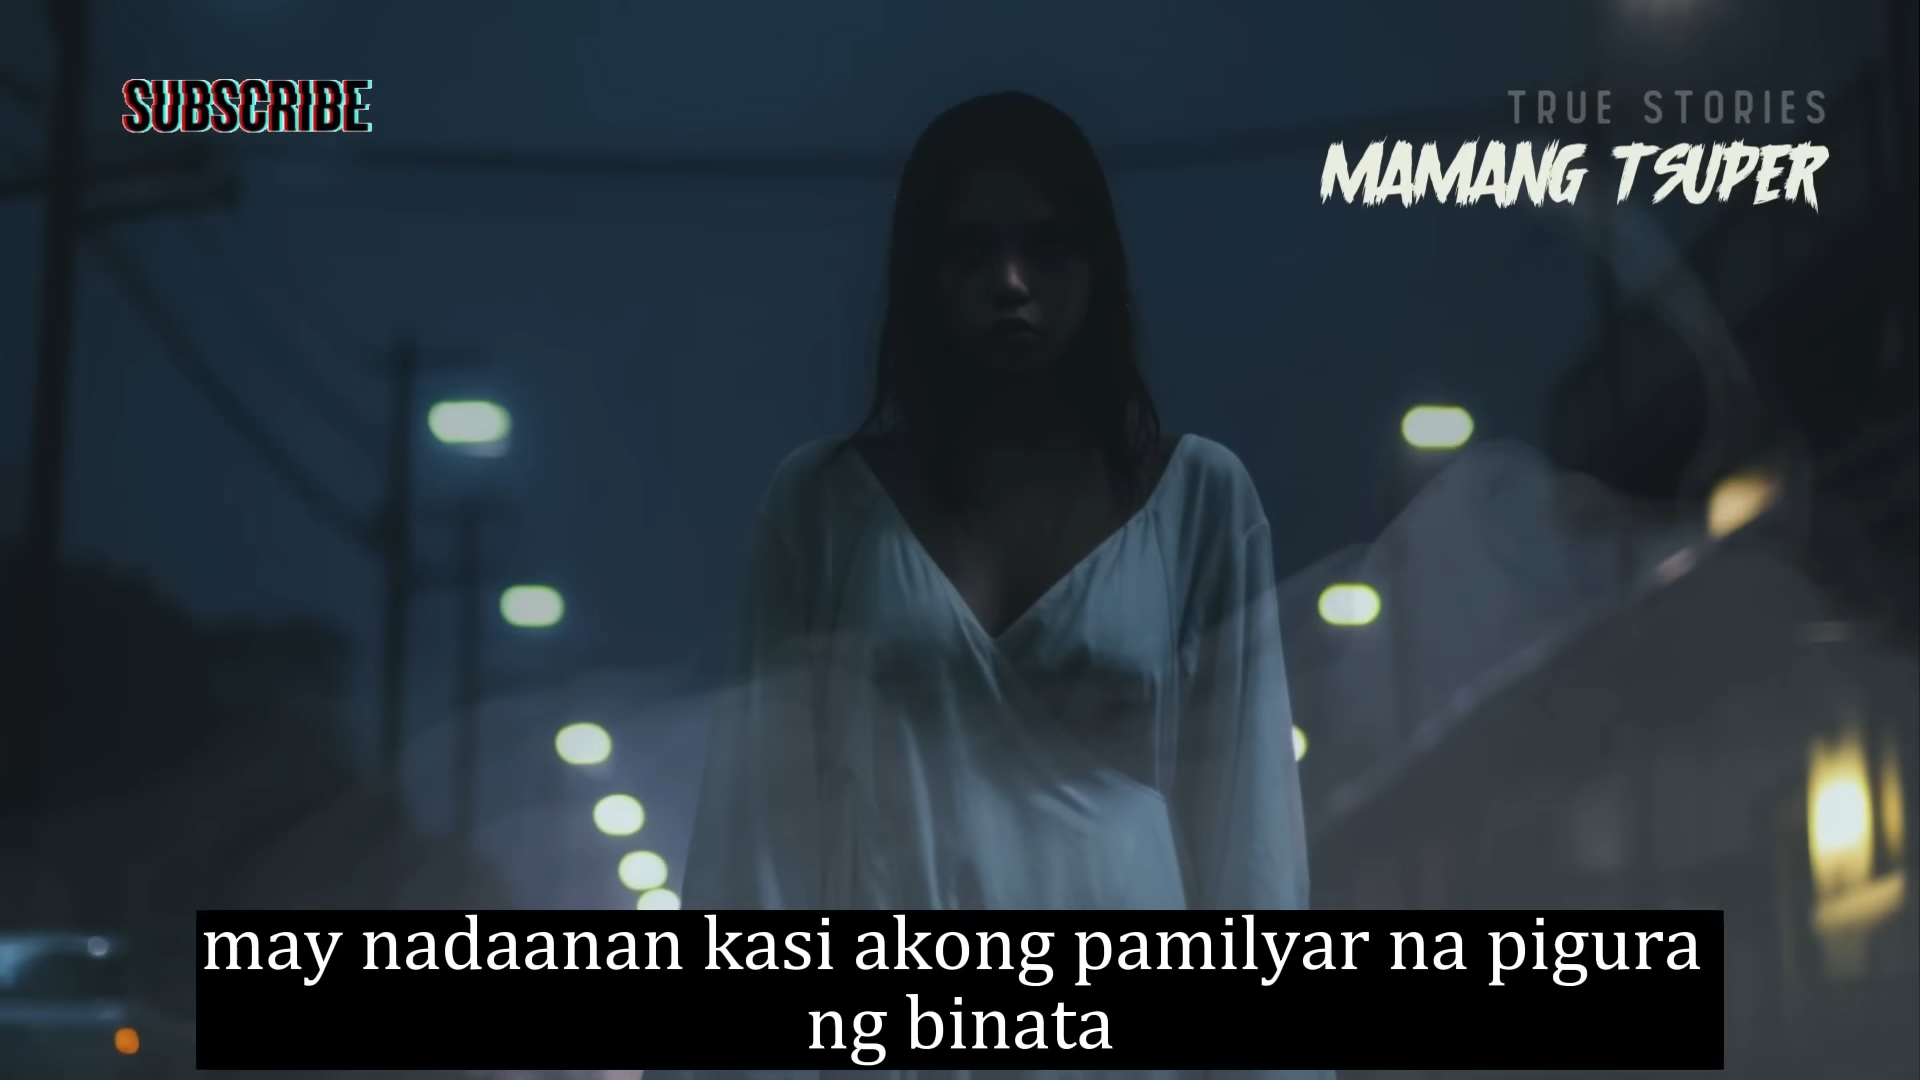 SUBSCRIBE
TRUE STORIES
MAMANG TSUPER
may nadaanan kasi akong pamilyar na pigura
ng binata